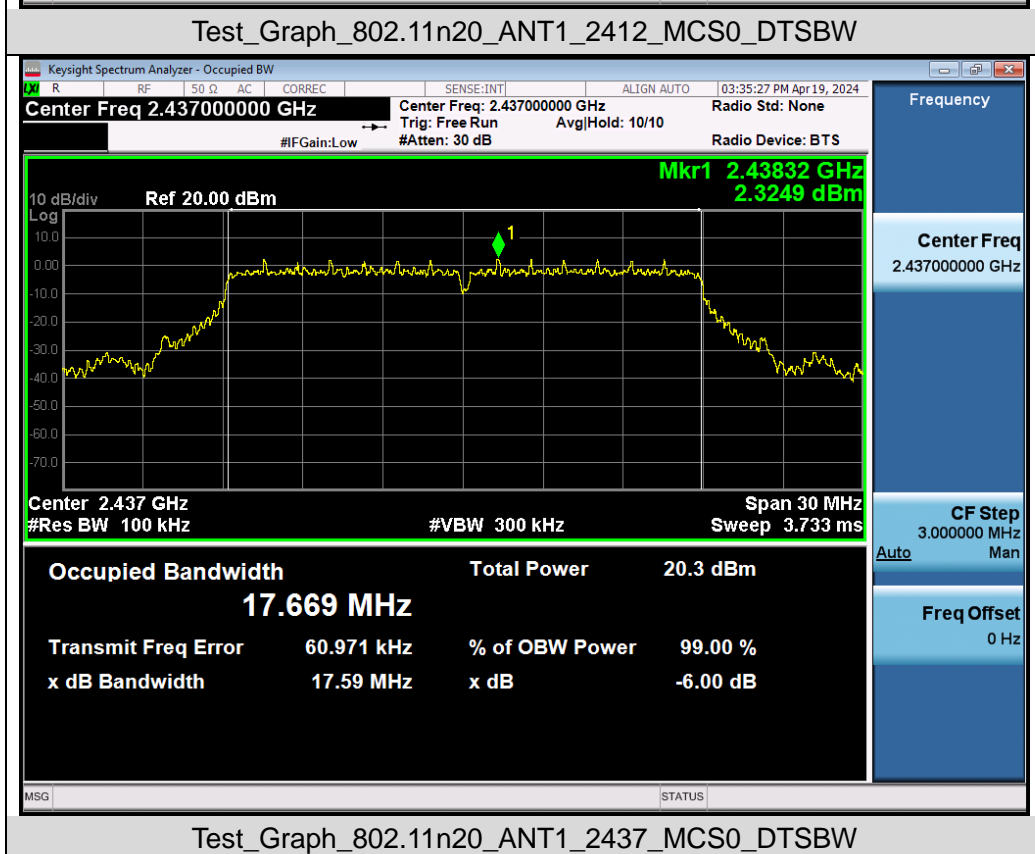 Test_Graph_802.11n20_ANT1_2412_MCS0_DTSBW
Keysight Spectrum Analyzer - Occupied BW
LXI R RF 50 Ω AC CORREC SENSE:INT ALIGN AUTO 03:35:27 PM Apr 19, 2024
Center Freq 2.437000000 GHz
Center Freq: 2.437000000 GHz
Radio Std: None
Trig: Free Run Avg|Hold: 10/10
#IFGain:Low #Atten: 30 dB Radio Device: BTS
Frequency
Mkr1 2.43832 GHz
2.3249 dBm
10 dB/div Ref 20.00 dBm
Log
10.0
0.00
-10.0
-20.0
-30.0
-40.0
-50.0
-60.0
-70.0
1
Center 2.437 GHz Span 30 MHz
#Res BW 100 kHz #VBW 300 kHz Sweep 3.733 ms
Center Freq
2.437000000 GHz
CF Step
3.000000 MHz
Auto Man
Freq Offset
0 Hz
Occupied Bandwidth Total Power 20.3 dBm
17.669 MHz
Transmit Freq Error 60.971 kHz % of OBW Power 99.00 %
x dB Bandwidth 17.59 MHz x dB -6.00 dB
MSG STATUS
Test_Graph_802.11n20_ANT1_2437_MCS0_DTSBW